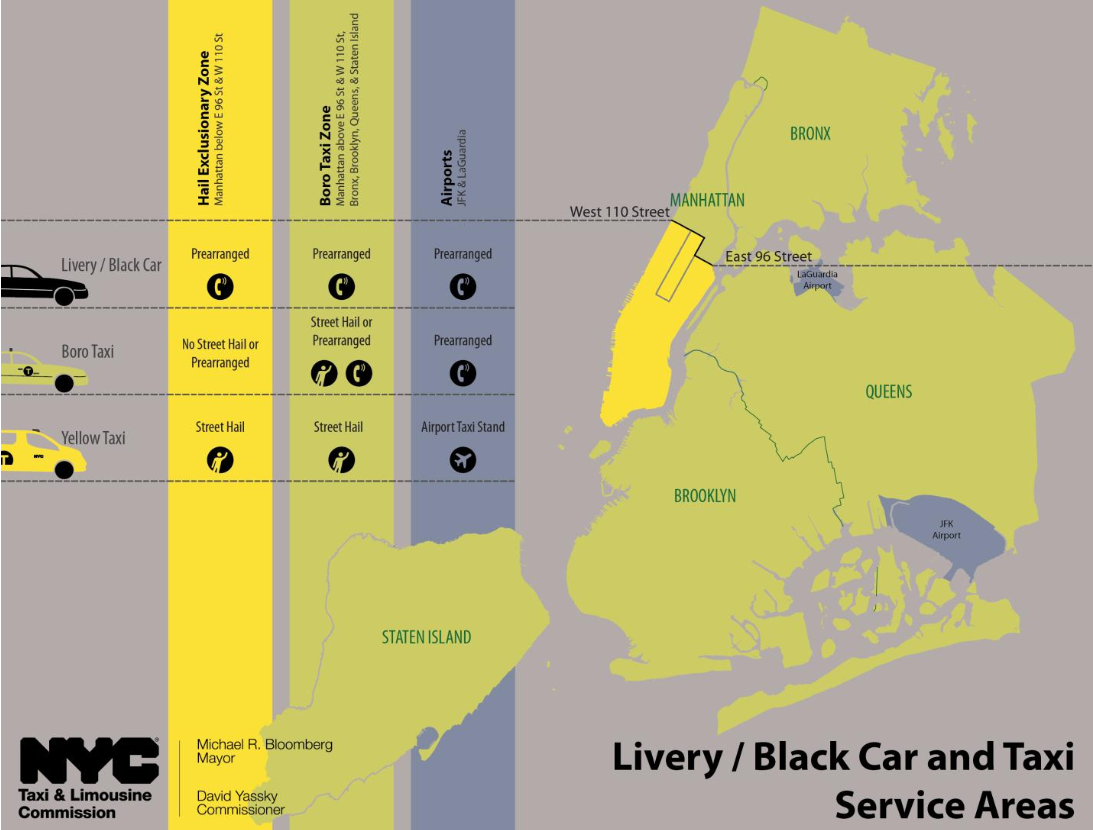 Hail Exclusionary Zone
Manhattan below E 96 St & W 110 St
Boro Taxi Zone
Manhattan above E 96 St & W 110 St,
Bronx, Brooklyn, Queens, & Staten Island
Airports
JFK & LaGuardia
Livery / Black Car
Prearranged
Prearranged
Prearranged
Boro Taxi
No Street Hail or
Prearranged
Street Hail or
Prearranged
Prearranged
T
Yellow Taxi
Street Hail
Street Hail
Airport Taxi Stand
NYC
BRONX
MANHATTAN
West 110 Street
East 96 Street
LaGuardia
Airport
QUEENS
BROOKLYN
JFK
Airport
STATEN ISLAND
NYC
Taxi & Limousine
Commission
Michael R. Bloomberg
Mayor
David Yassky
Commissioner
Livery / Black Car and Taxi
Service Areas